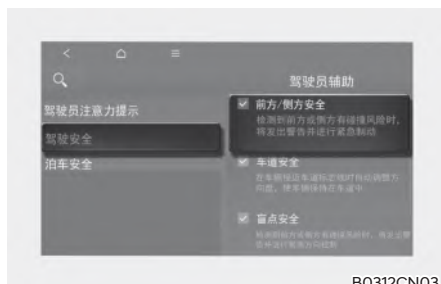 驾驶员辅助
驾驶员注意力提示
驾驶安全
泊车安全
前方/侧方安全
检测到前方或侧方有碰撞风险时,
将发出警告并进行紧急制动
车道安全
盲点安全
B0312CN03